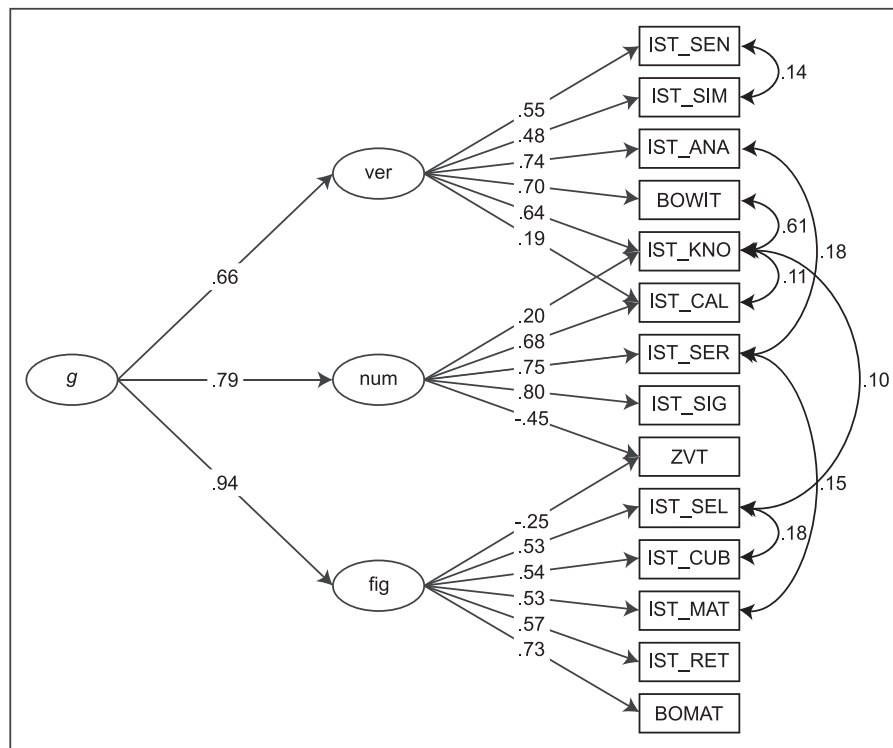 IST_SEN
.14
IST_SIM
.55
.48
IST_ANA
.74
ver
.70
BOWIT
.64
.61
IST_KNO
.19
.18
.11
.66
IST_CAL
.20
.68
IST_SER
.75
g
.79
num
.10
.80
IST_SIG
-.45
ZVT
.94
.15
-.25
IST_SEL
.53
.18
.54
IST_CUB
fig
.53
IST_MAT
.57
.73
IST_RET
BOMAT